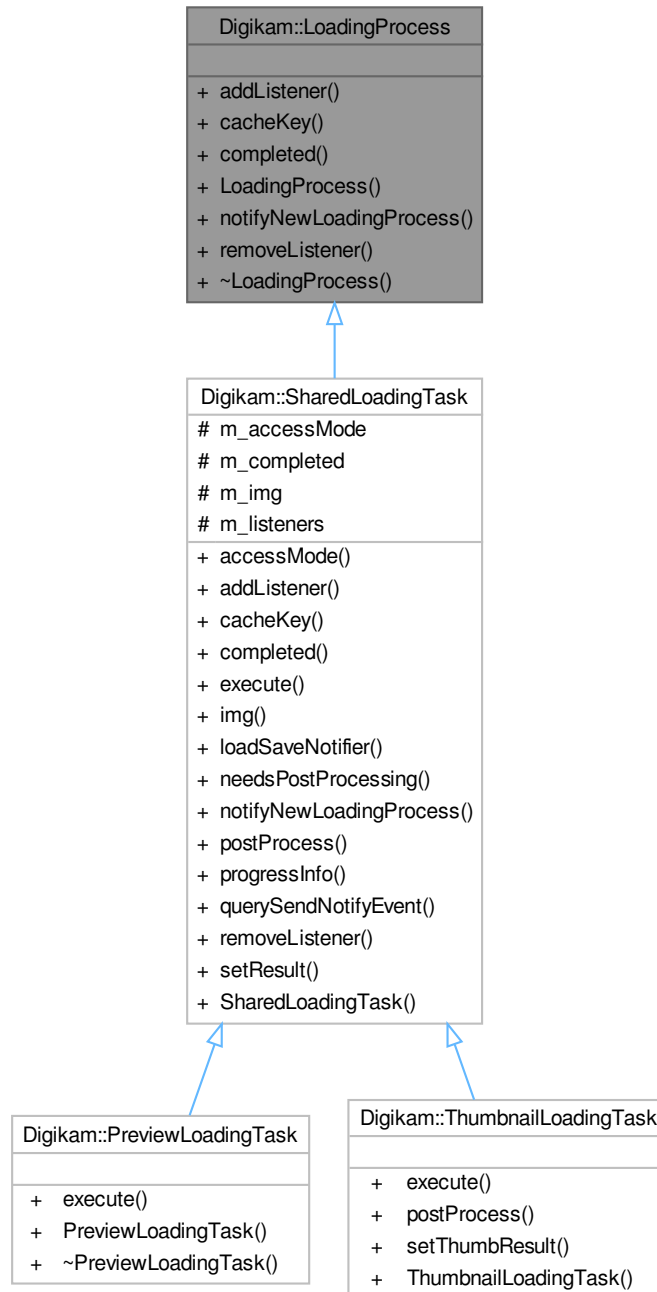 Digikam::LoadingProcess
+ addListener()
+ cacheKey()
+ completed()
+ LoadingProcess()
+ notifyNewLoadingProcess()
+ removeListener()
+ ~LoadingProcess()
Digikam::SharedLoadingTask
# m_accessMode
# m_completed
# m_img
# m_listeners
+ accessMode()
+ addListener()
+ cacheKey()
+ completed()
+ execute()
+ img()
+ loadSaveNotifier()
+ needsPostProcessing()
+ notifyNewLoadingProcess()
+ postProcess()
+ progressInfo()
+ querySendNotifyEvent()
+ removeListener()
+ setResult()
+ SharedLoadingTask()
Digikam::PreviewLoadingTask
+ execute()
+ PreviewLoadingTask()
+ ~PreviewLoadingTask()
Digikam::ThumbnailLoadingTask
+ execute()
+ postProcess()
+ setThumbResult()
+ ThumbnailLoadingTask()